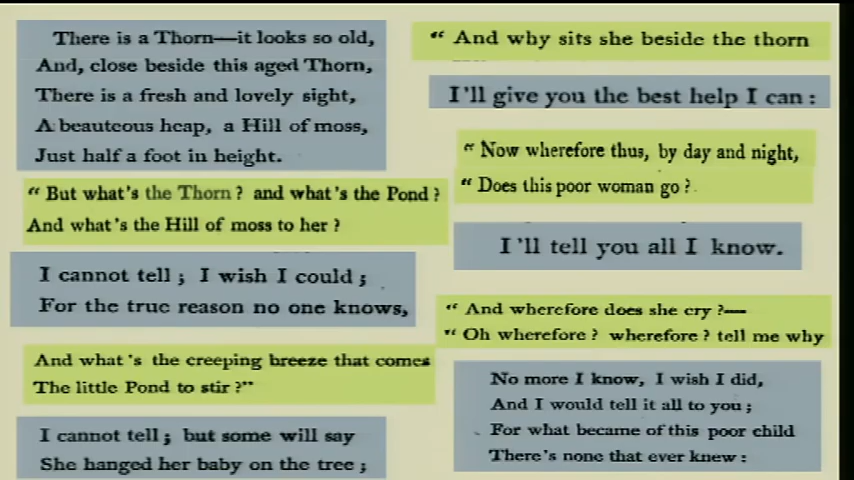 There is a Thorn—it looks so old,
And, close beside this aged Thorn,
There is a fresh and lovely sight,
A beauteous heap, a Hill of moss,
Just half a foot in height.
“ But what's the Thorn ? and what's the Pond ?
And what's the Hill of moss to her ?
I cannot tell ; I wish I could ;
For the true reason no one knows,
And what's the creeping breeze that comes
The little Pond to stir ?”
I cannot tell ; but some will say
She hanged her baby on the tree ;
“ And why sits she beside the thorn
I'll give you the best help I can :
“ Now wherefore thus, by day and night,
“ Does this poor woman go ?
I'll tell you all I know.
“ And wherefore does she cry ?—
“ Oh wherefore ? wherefore ? tell me why
No more I know, I wish I did,
And I would tell it all to you ;
For what became of this poor child
There's none that ever knew :